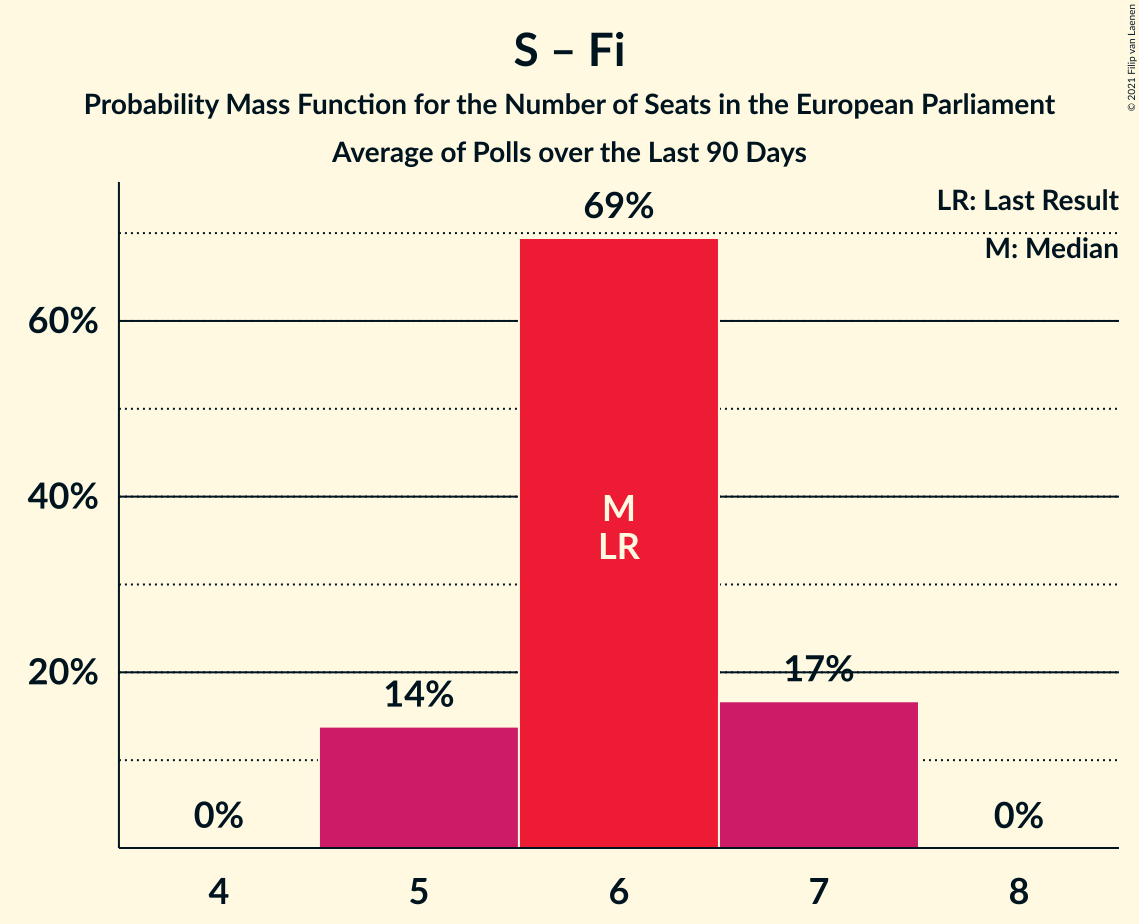 S – Fi
Probability Mass Function for the Number of Seats in the European Parliament
Average of Polls over the Last 90 Days
© 2021 Filip van Laenen
LR: Last Result
M: Median
69%
60%
40%
20%
M
LR
14%
17%
0%
0%
4 5 6 7 8